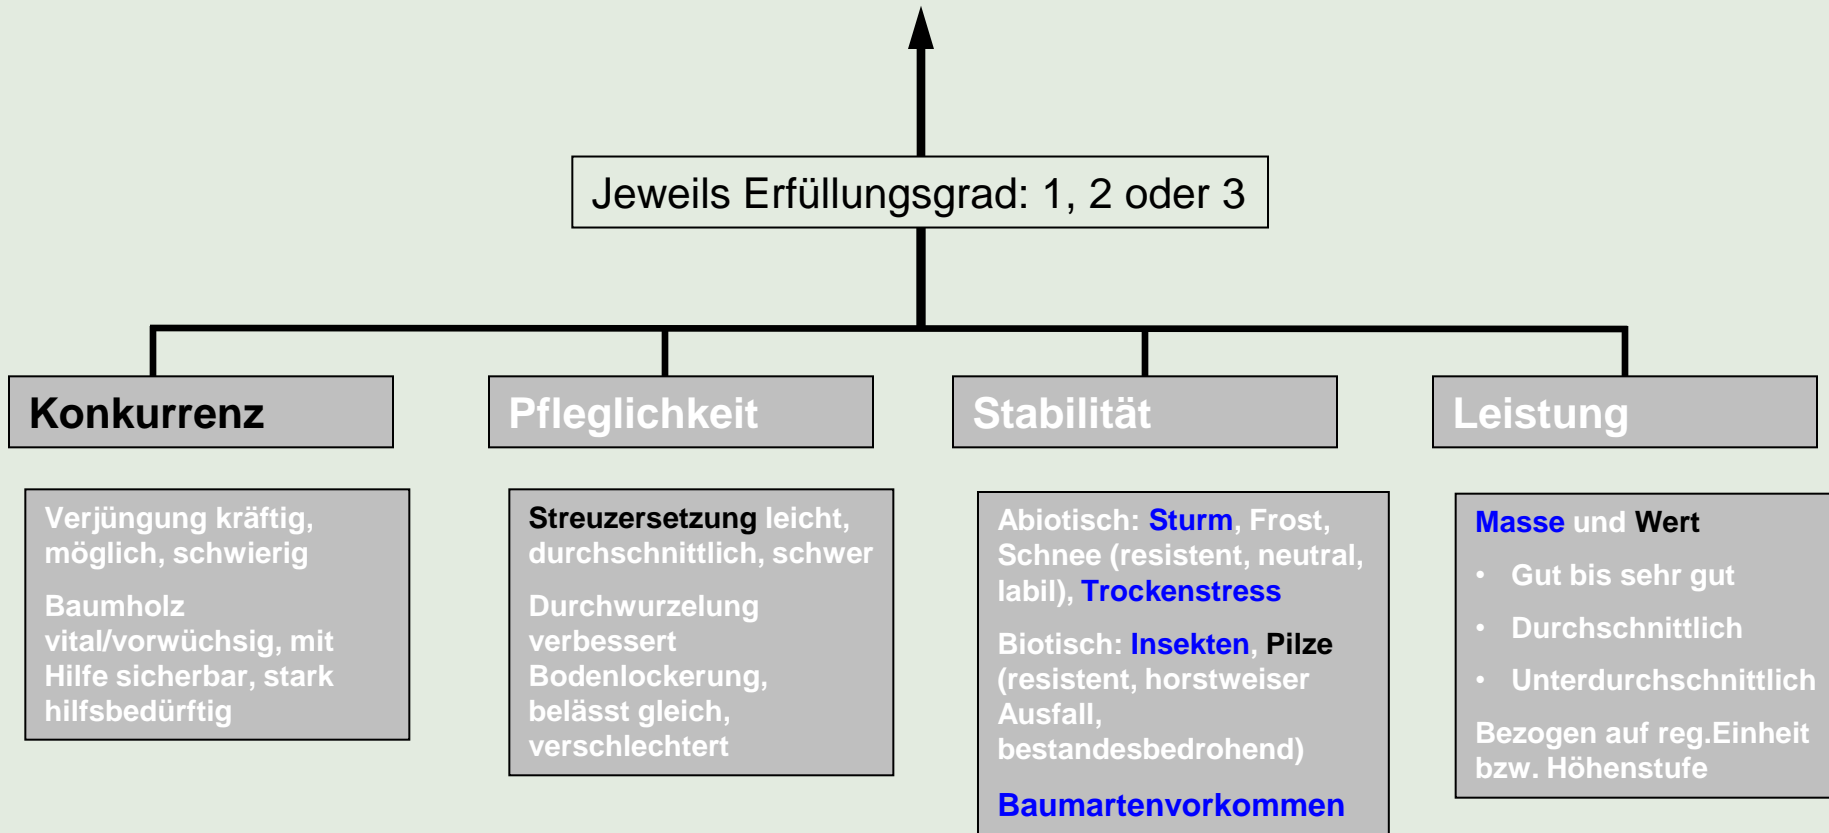 Jeweils Erfüllungsgrad: 1, 2 oder 3
Konkurrenz
Verjüngung kräftig,
möglich, schwierig
Baumholz
vital/vorwüchsig, mit
Hilfe sicherbar, stark
hilfsbedürftig
Pfleglichkeit
Streuzersetzung leicht,
durchschnittlich, schwer
Durchwurzelung
verbessert
Bodenlockerung,
belässt gleich,
verschlechtert
Stabilität
Abiotisch: Sturm, Frost,
Schnee (resistent, neutral,
labil), Trockenstress
Biotisch: Insekten, Pilze
(resistent, horstweiser
Ausfall,
bestandesbedrohend)
Baumartenvorkommen
Leistung
Masse und Wert
• Gut bis sehr gut
• Durchschnittlich
• Unterdurchschnittlich
Bezogen auf reg.Einheit
bzw. Höhenstufe